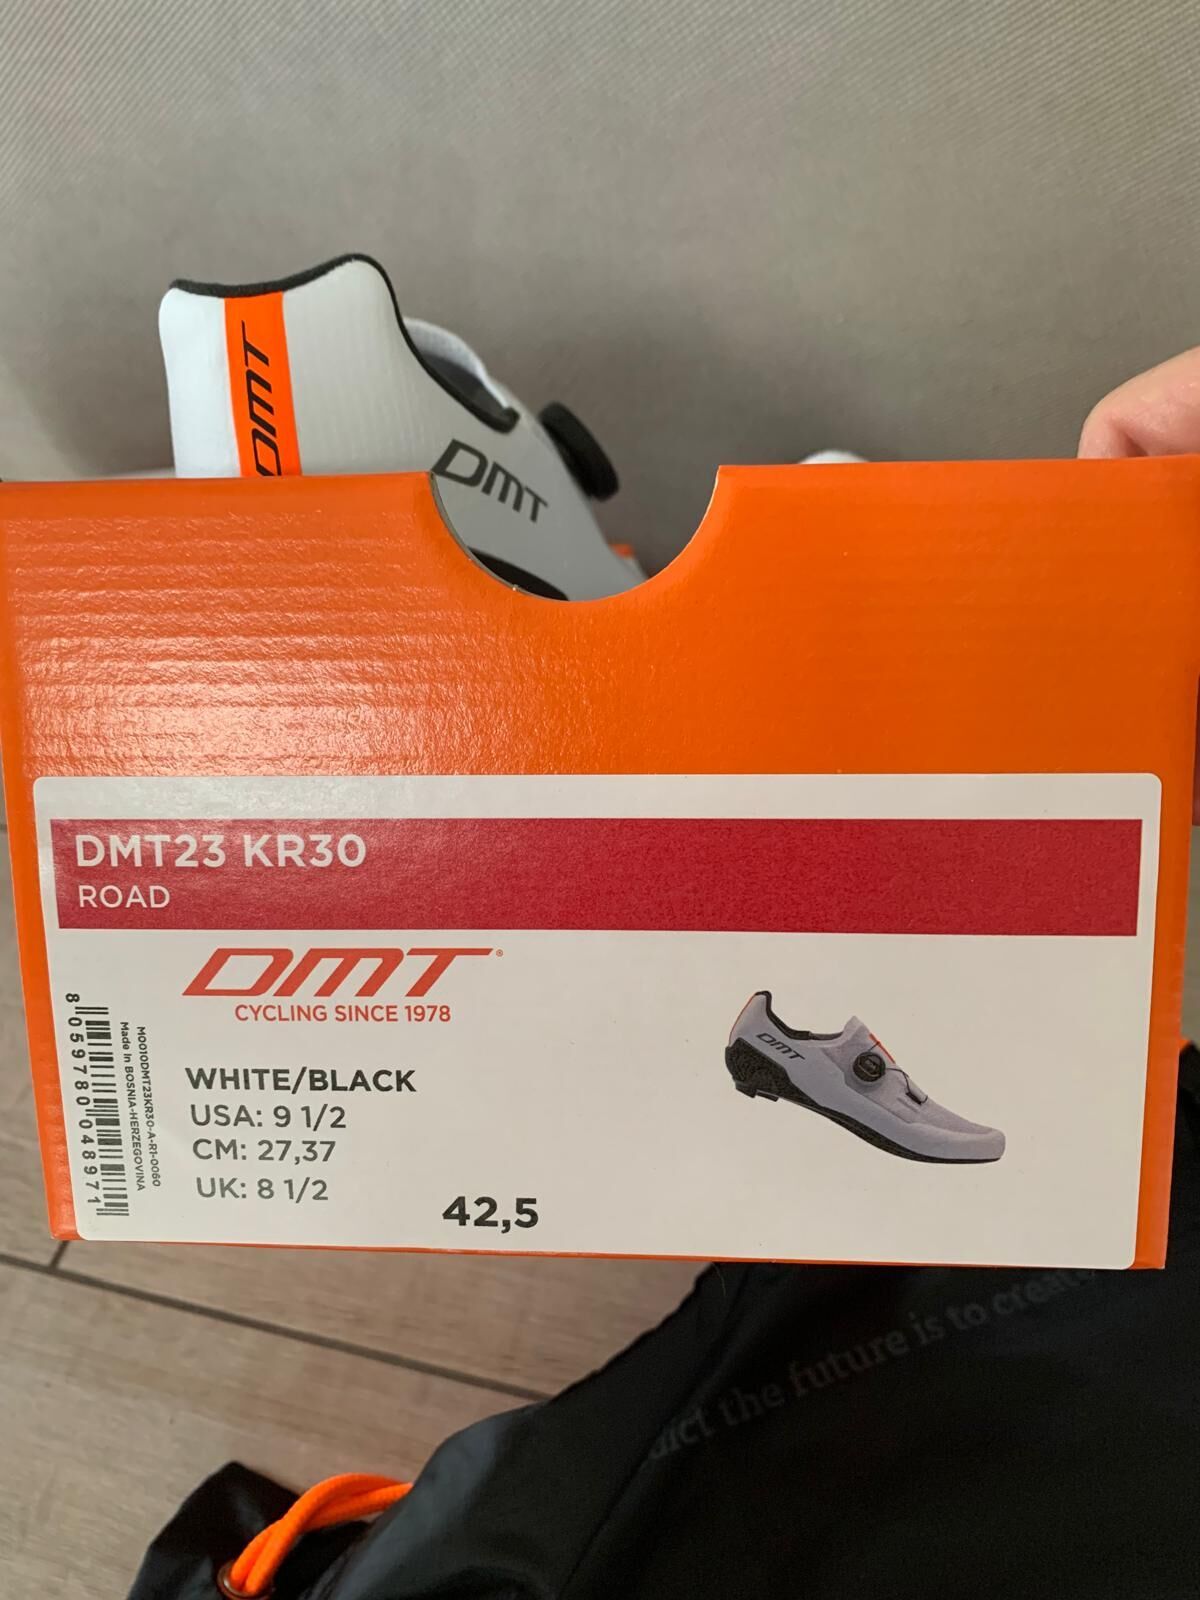 DMT
DMT
DMT23 KR30
ROAD
DMT®
CYCLING SINCE 1978
WHITE/BLACK
USA: 9 1/2
CM: 27,37
UK: 8 1/2
42,5
M0010DMT23KR30-A-R1-0060
Made in BOSNIA-HERZEGOVINA
8 059780 048971
DMT
the future is to